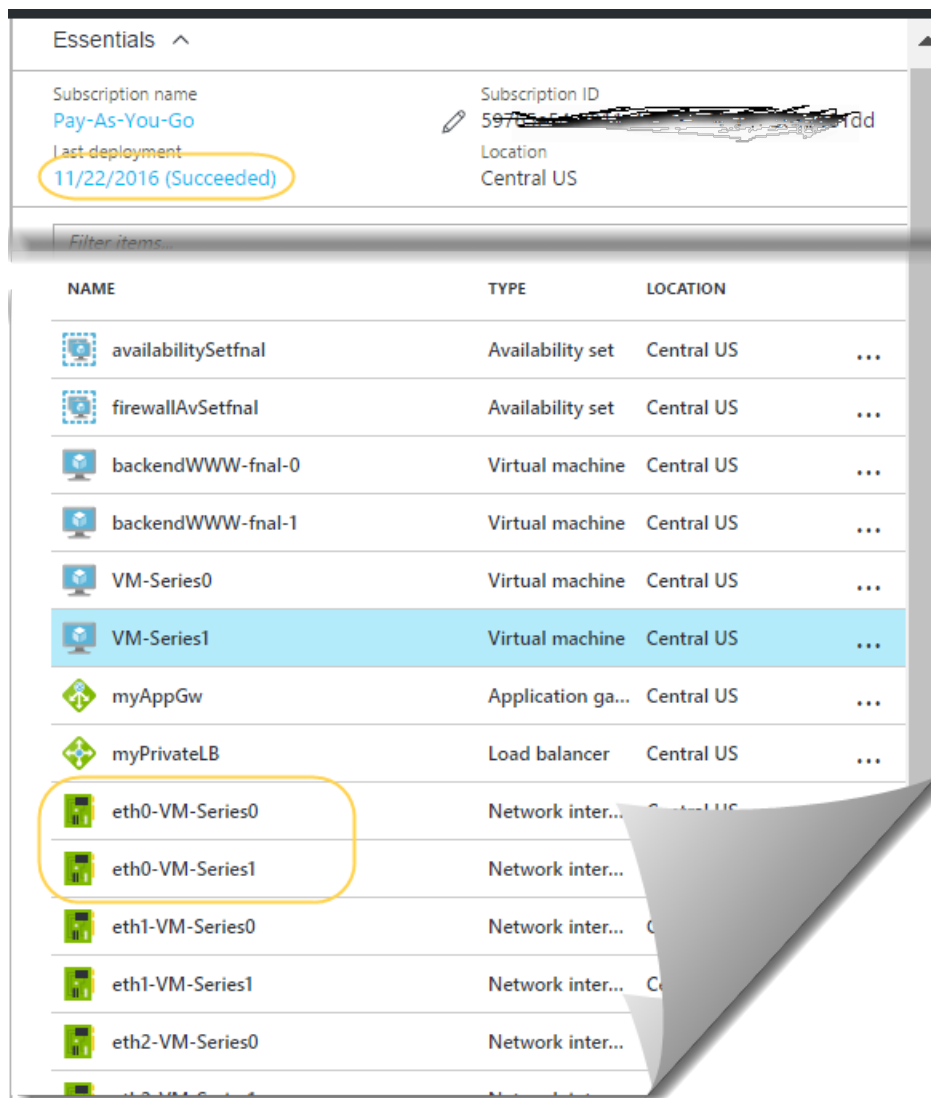 Essentials
Subscription name Subscription ID
Pay-As-You-Go
Last deployment Location
11/22/2016 (Succeeded) Central US
Filter items...
NAME TYPE LOCATION
availabilitySetfnal Availability set Central US ...
firewallAvSetfnal Availability set Central US ...
backendWWW-fnal-0 Virtual machine Central US ...
backendWWW-fnal-1 Virtual machine Central US ...
VM-Series0 Virtual machine Central US ...
VM-Series1 Virtual machine Central US ...
myAppGw Application ga... Central US ...
myPrivateLB Load balancer Central US ...
eth0-VM-Series0 Network inter... Central US
eth0-VM-Series1 Network inter...
eth1-VM-Series0 Network inter...
eth1-VM-Series1 Network inter...
eth2-VM-Series0 Network inter...